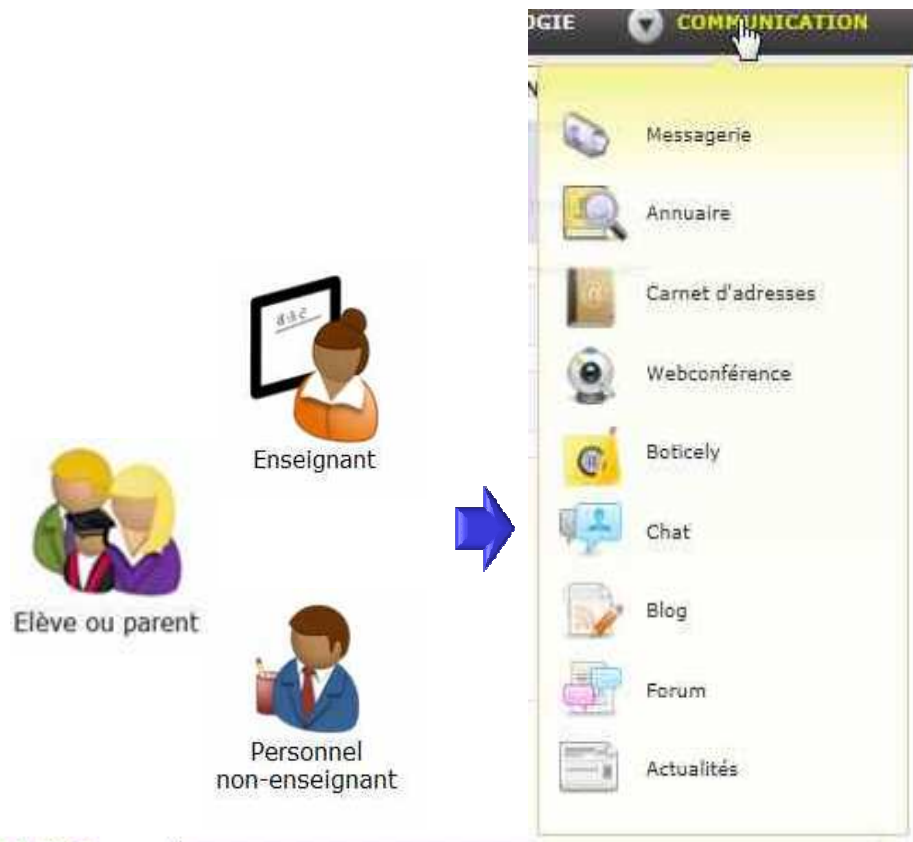 OGIE
COMMUNICATION
Messagerie
Annuaire
Carnet d'adresses
Webconférence
Boticely
Chat
Blog
Forum
Actualités
Enseignant
Elève ou parent
Personnel
non-enseignant